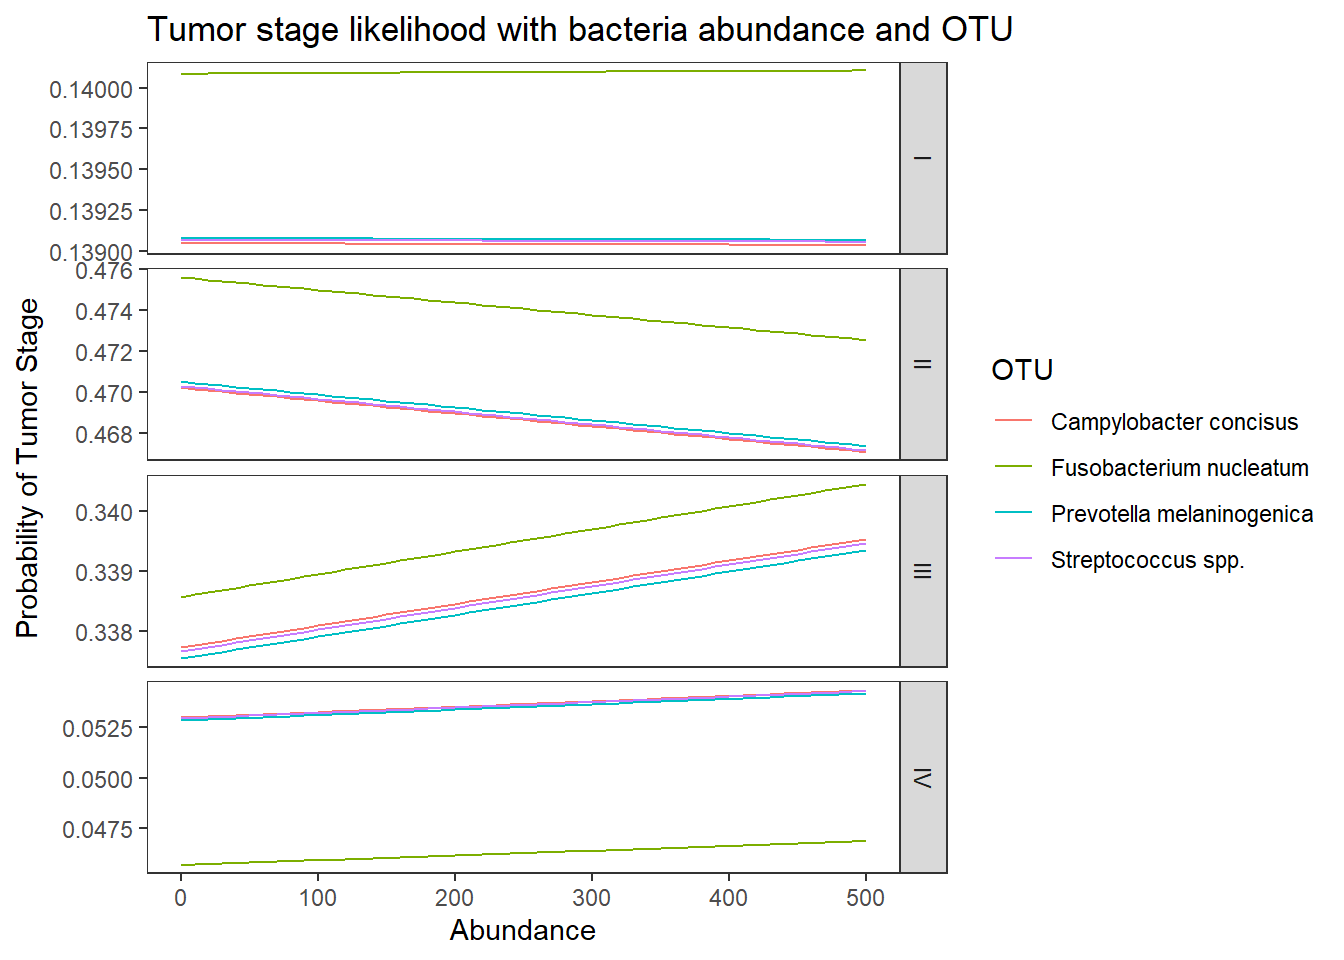 Tumor stage likelihood with bacteria abundance and OTU
Probability of Tumor Stage
0.14000
0.13975
0.13950
0.13925
0.13900
I
0.476
0.474
0.472
0.470
0.468
II
0.340
0.339
0.338
III
0.0525
0.0500
0.0475
IV
0 100 200 300 400 500
Abundance
OTU
Campylobacter concisus
Fusobacterium nucleatum
Prevotella melaninogenica
Streptococcus spp.